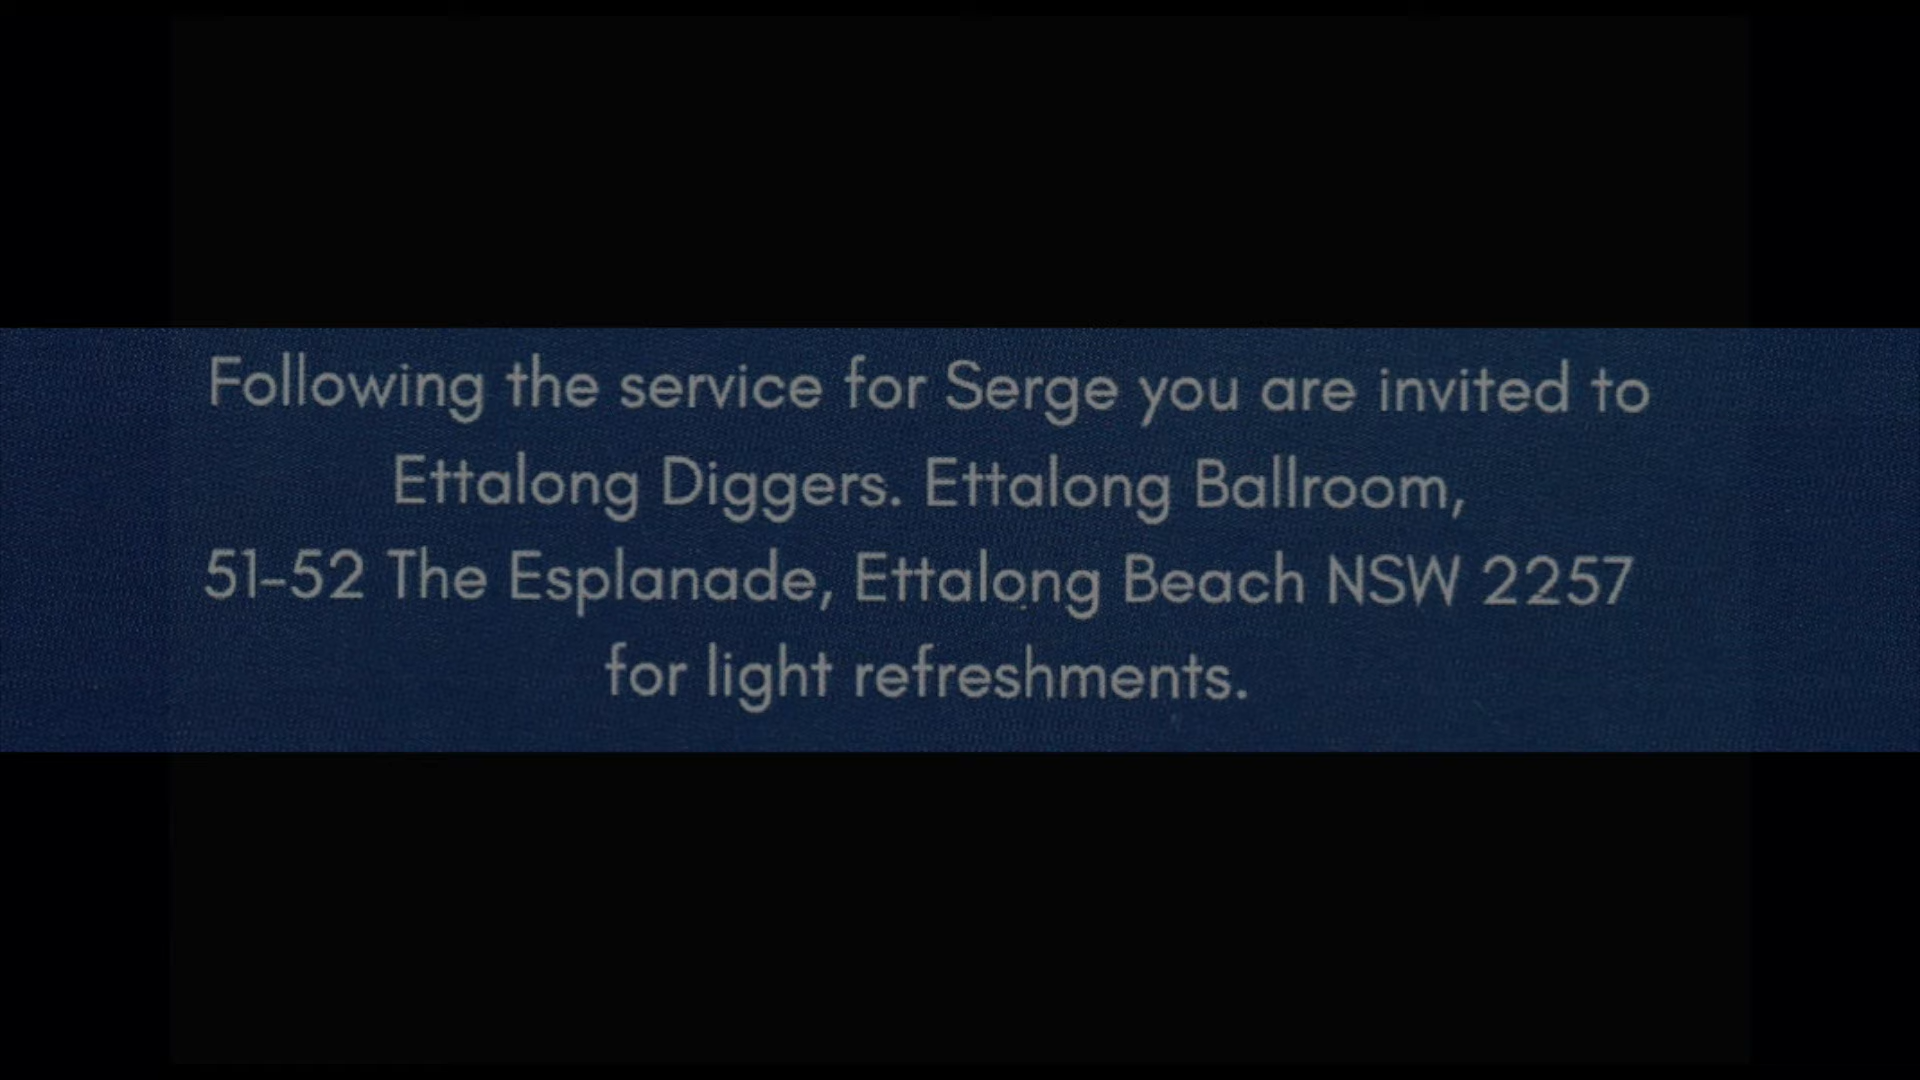 Following the service for Serge you are invited to
Ettalong Diggers. Ettalong Ballroom,
51-52 The Esplanade, Ettalong Beach NSW 2257
for light refreshments.